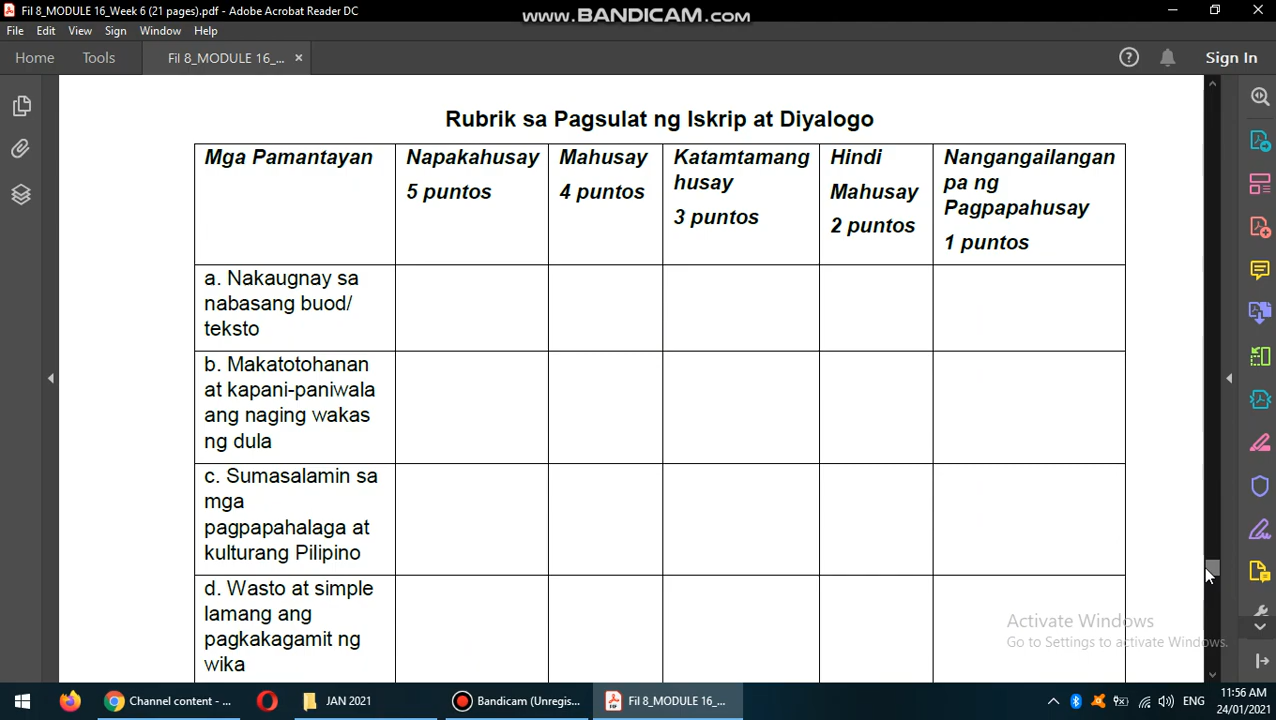 Fil 8_MODULE 16_Week 6 (21 pages).pdf - Adobe Acrobat Reader DC
www.BANDICAM.com
File Edit View Sign Window Help
Home Tools Fil 8_MODULE 16_... × Sign In
Rubrik sa Pagsulat ng Iskrip at Diyalogo
Mga Pamantayan
Napakahusay
5 puntos
Mahusay
4 puntos
Katamtamang
husay
3 puntos
Hindi
Mahusay
2 puntos
Nangangailangan
pa ng
Pagpapahusay
1 puntos
a. Nakaugnay sa
nabasang buod/
teksto
b. Makatotohanan
at kapani-paniwala
ang naging wakas
ng dula
c. Sumasalamin sa
mga
pagpapahalaga at
kulturang Pilipino
d. Wasto at simple
lamang ang
pagkakagamit ng
wika
Activate Windows
Go to Settings to activate Windows.
Channel content - ... JAN 2021 Bandicam (Unregis... Fil 8_MODULE 16_... ENG 11:56 AM
24/01/2021